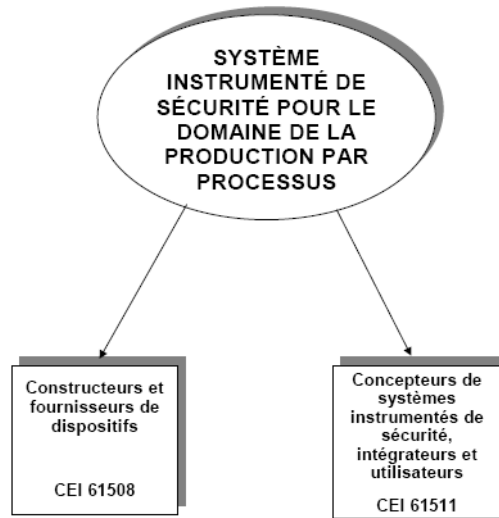 SYSTÈME
INSTRUMENTÉ DE
SÉCURITÉ POUR LE
DOMAINE DE LA
PRODUCTION PAR
PROCESSUS
Constructeurs et
fournisseurs de
dispositifs
CEI 61508
Concepteurs de
systèmes
instrumentés de
sécurité,
intégrateurs et
utilisateurs
CEI 61511